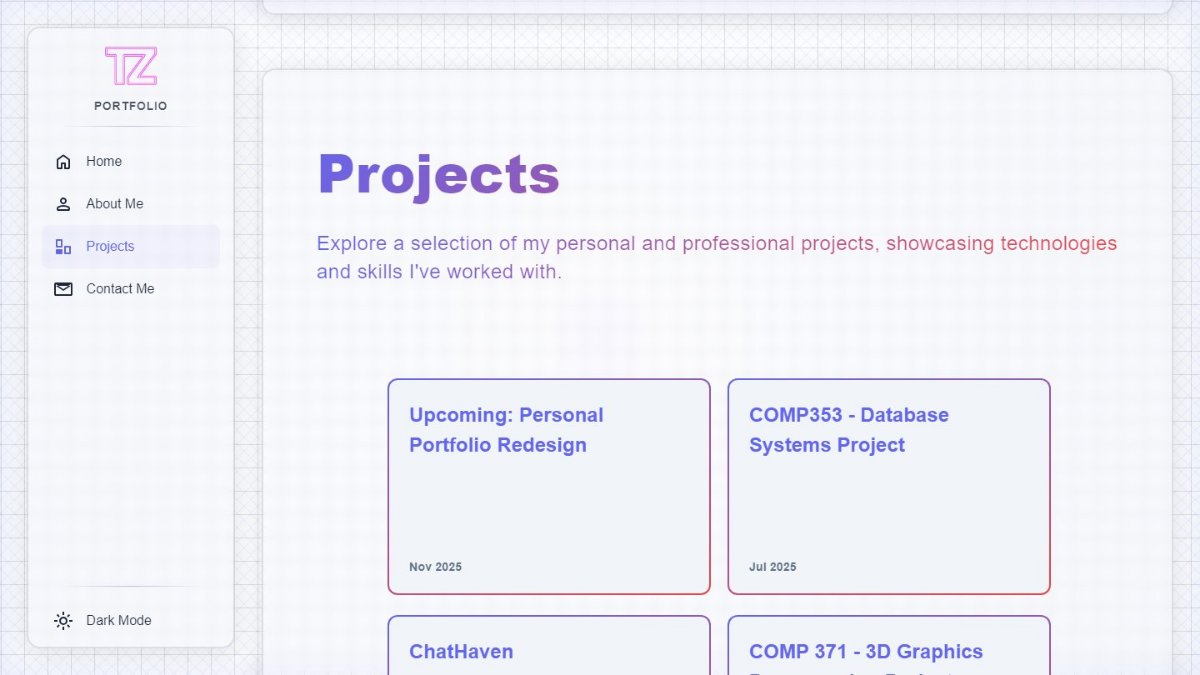 TZ
PORTFOLIO
Home
About Me
Projects
Contact Me
Dark Mode
Projects
Explore a selection of my personal and professional projects, showcasing technologies
and skills I've worked with.
Upcoming: Personal
Portfolio Redesign
Nov 2025
COMP353 - Database
Systems Project
Jul 2025
ChatHaven
COMP 371 - 3D Graphics